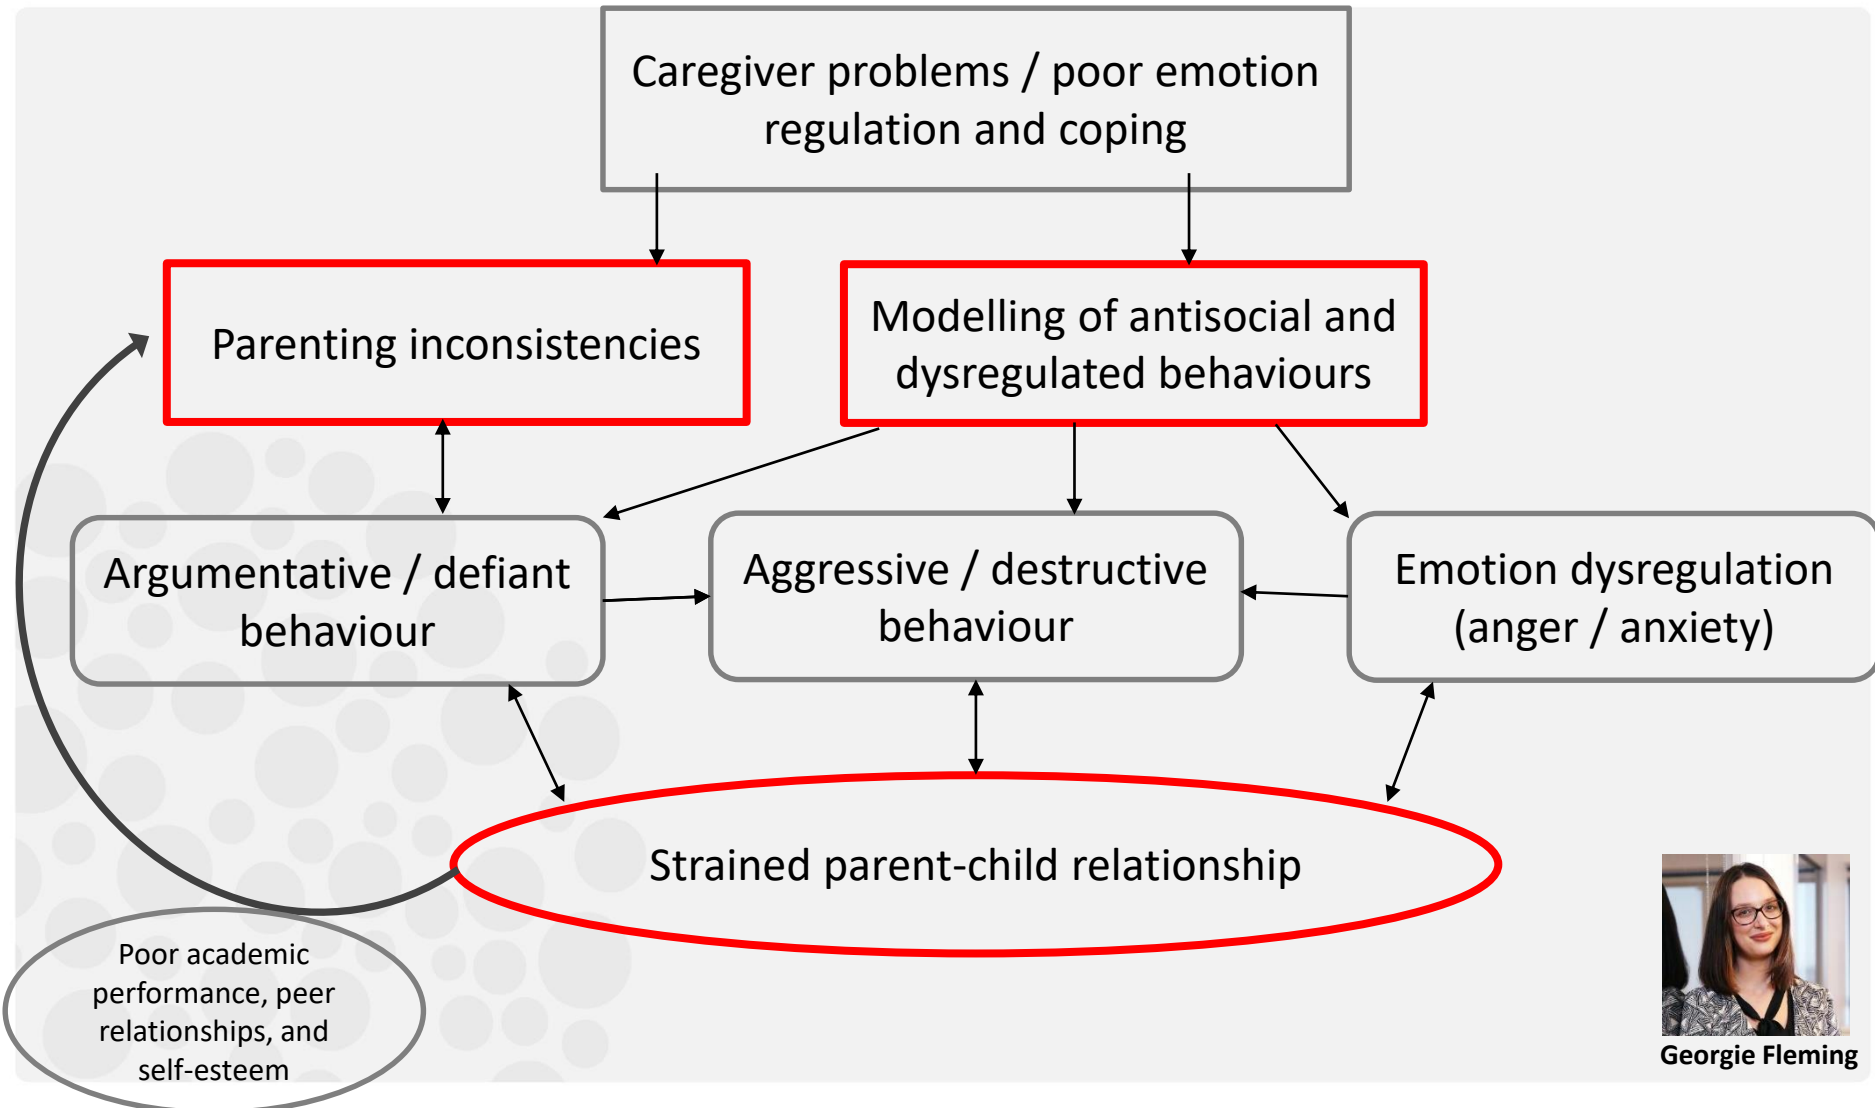 Caregiver problems / poor emotion
regulation and coping
Parenting inconsistencies
Modelling of antisocial and
dysregulated behaviours
Argumentative / defiant
behaviour
Aggressive / destructive
behaviour
Emotion dysregulation
(anger / anxiety)
Strained parent-child relationship
Poor academic
performance, peer
relationships, and
self-esteem
Georgie Fleming